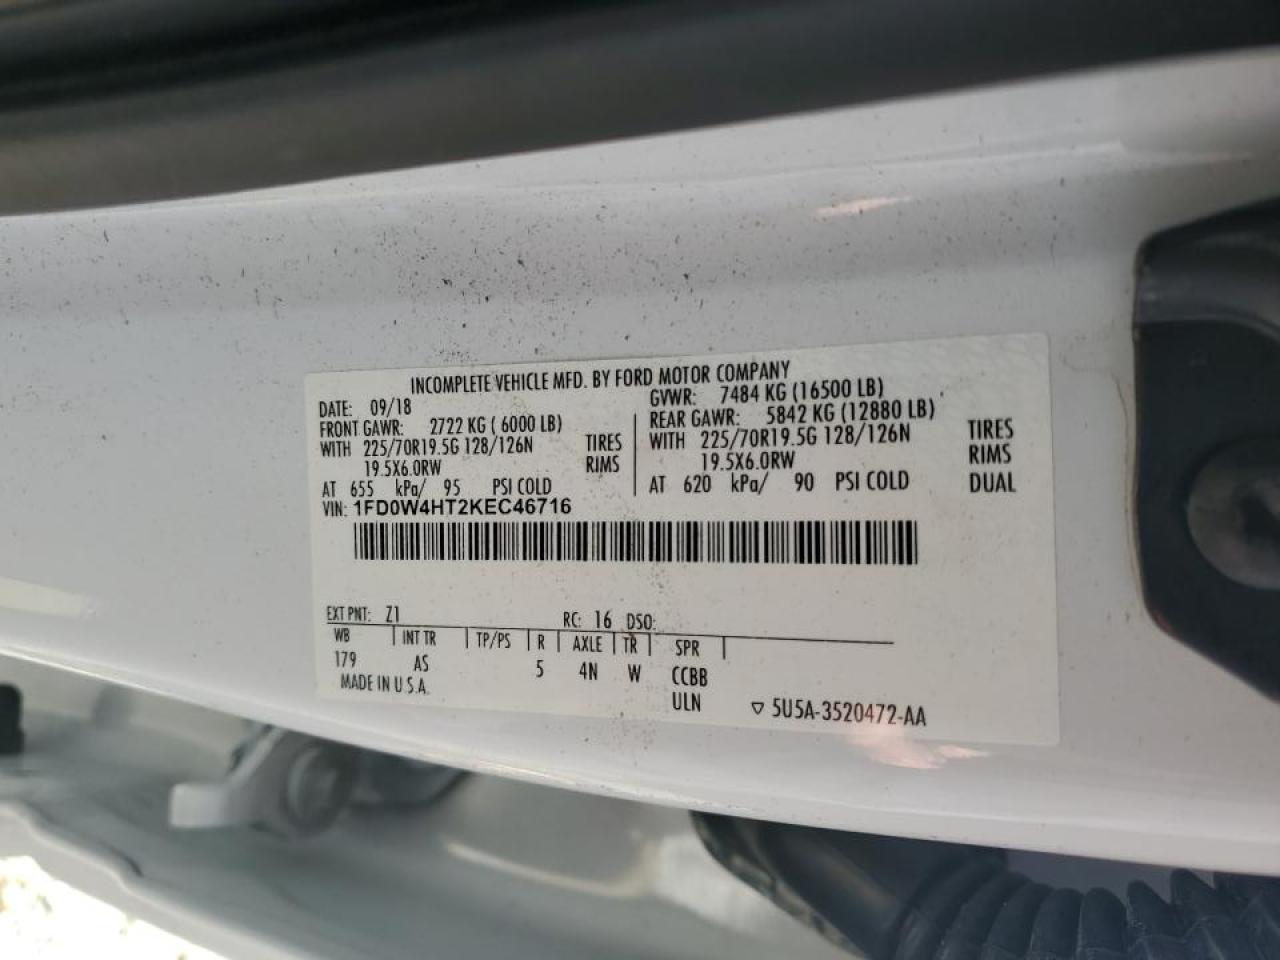 INCOMPLETE VEHICLE MFD. BY FORD MOTOR COMPANY
DATE: 09/18 GVWR: 7484 KG (16500 LB)
FRONT GAWR: 2722 KG ( 6000 LB) REAR GAWR: 5842 KG (12880 LB)
WITH 225/70R19.5G 128/126N TIRES WITH 225/70R19.5G 128/126N TIRES
19.5X6.0RW RIMS 19.5X6.0RW RIMS
AT 655 kPa/ 95 PSI COLD AT 620 kPa/ 90 PSI COLD DUAL
VIN: 1FD0W4HT2KEC46716
EXT PNT: Z1 RC: 16 DSO:
WB INT TR TP/PS R AXLE TR SPR
179 AS 5 4N W CCBB
MADE IN U.S.A. ULN ▽ 5U5A-3520472-AA